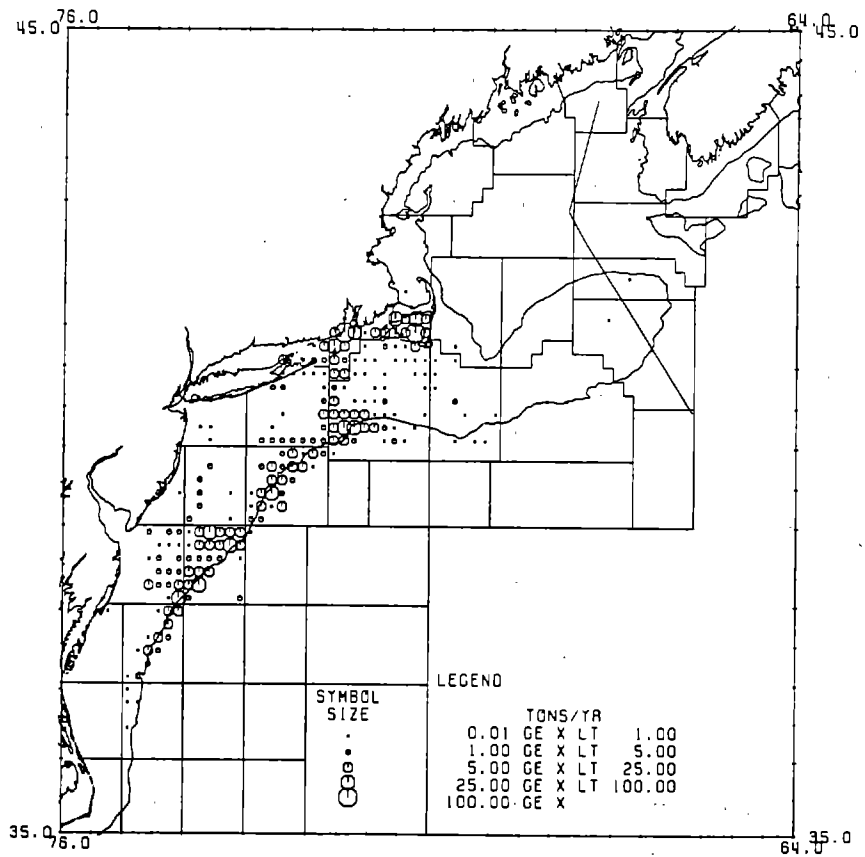 76.0
64.0
45.0
45.0
LEGEND
SYMBOL
SIZE
TONS/YR
0.01 GE X LT 1.00
1.00 GE X LT 5.00
5.00 GE X LT 25.00
25.00 GE X LT 100.00
100.00 GE X
35.0
35.0
76.0
64.0